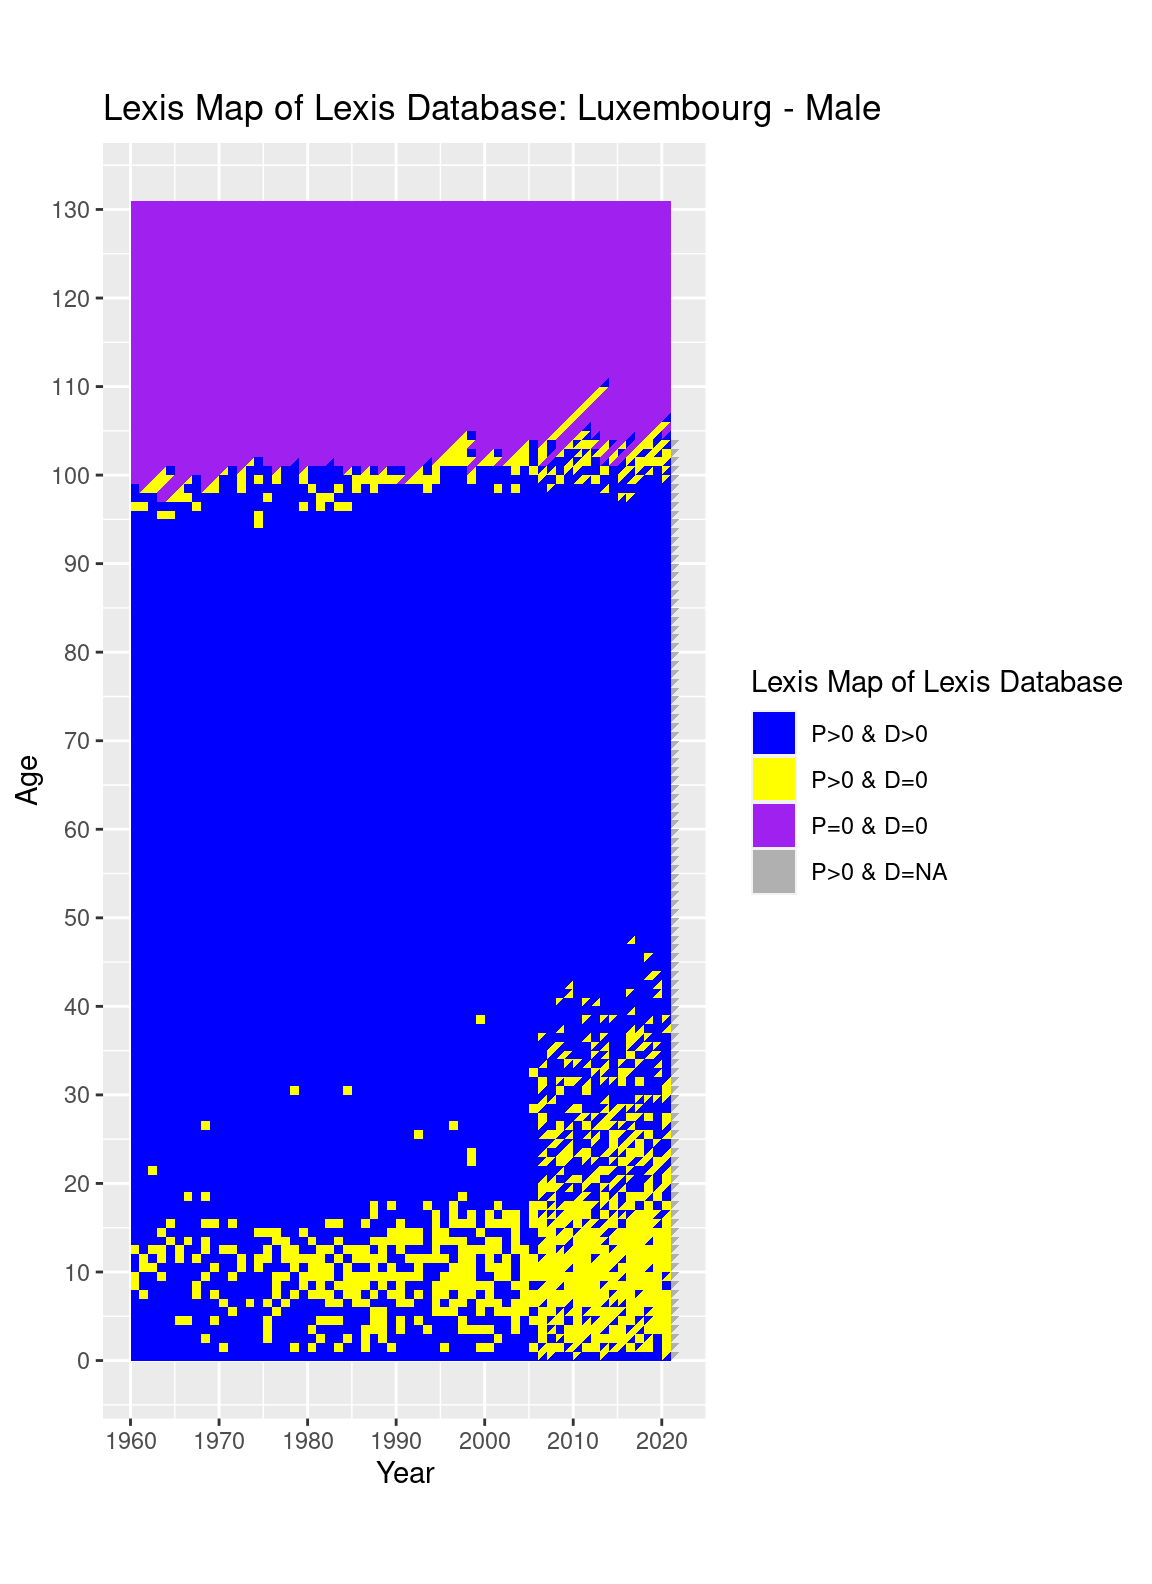 Lexis Map of Lexis Database: Luxembourg - Male
130
120
110
100
90
80
70
60
50
40
30
20
10
0
Age
1960 1970 1980 1990 2000 2010 2020
Year
Lexis Map of Lexis Database
P>0 & D>0
P>0 & D=0
P=0 & D=0
P>0 & D=NA